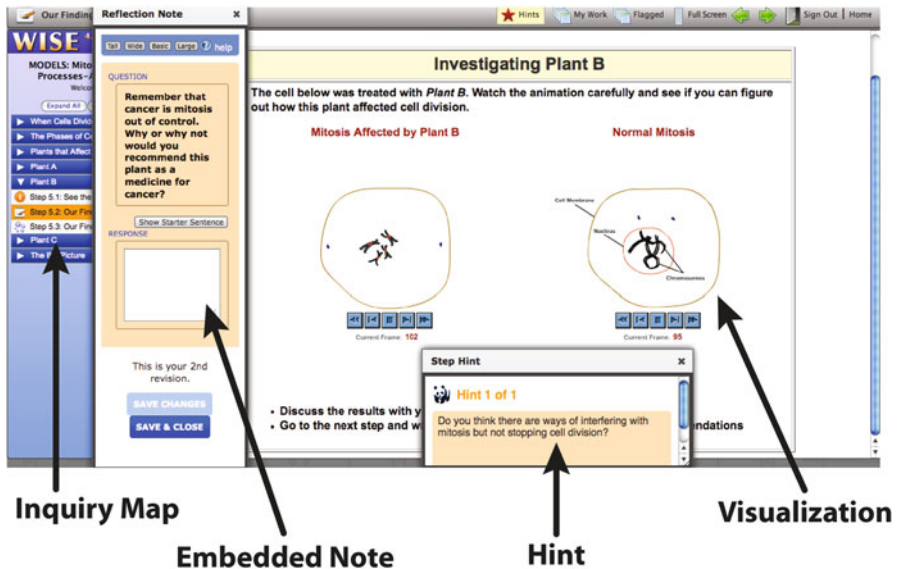 Our Finding
Reflection Note x
Hints My Work Flagged Full Screen Sign Out | Home
WISE
MODELS: Mito
Processes-A
Welco
Expand All
When Cells Divid
The Phases of Ce
Plants that Affect
Plant A
Plant B
Step 5.1: See the
Step 5.2: Our Fin
Step 5.3: Our Fin
Plant C
The Picture
Tall Wide Basic Large ? help
QUESTION
Remember that
cancer is mitosis
out of control.
Why or why not
would you
recommend this
plant as a
medicine for
cancer?
Show Starter Sentence
RESPONSE
This is your 2nd
revision.
SAVE CHANGES
SAVE & CLOSE
Investigating Plant B
The cell below was treated with Plant B. Watch the animation carefully and see if you can figure
out how this plant affected cell division.
Mitosis Affected by Plant B
Normal Mitosis
Cell Membrane
Nucleus
Chromosomes
Current Frame: 102
Current Frame: 95
• Discuss the results with y
• Go to the next step and w ndations
Step Hint x
Hint 1 of 1
Do you think there are ways of interfering with
mitosis but not stopping cell division?
Inquiry Map
Embedded Note
Hint
Visualization